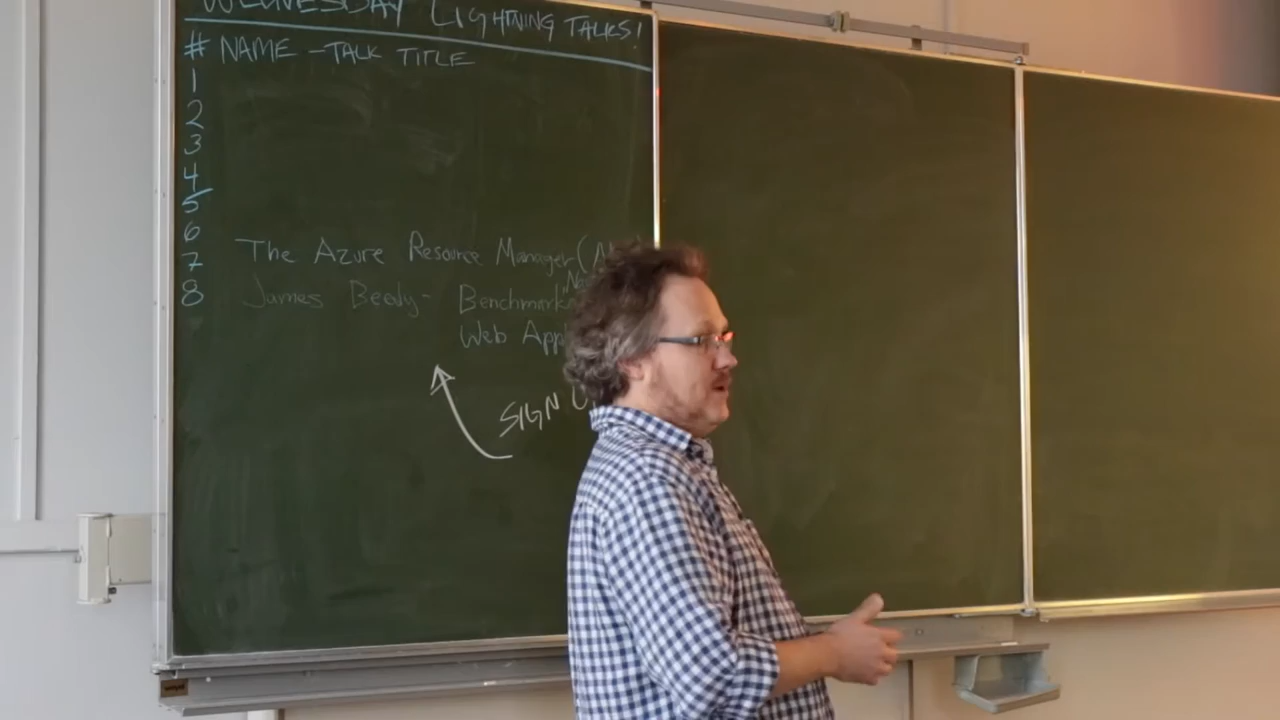 WEDNESDAY LIGHTNING TALKS!
# NAME - TALK TITLE
1
2
3
4
5
6
7 The Azure Resource Manager (
8 James Beedy - Benchmark
Web App
SIGN U